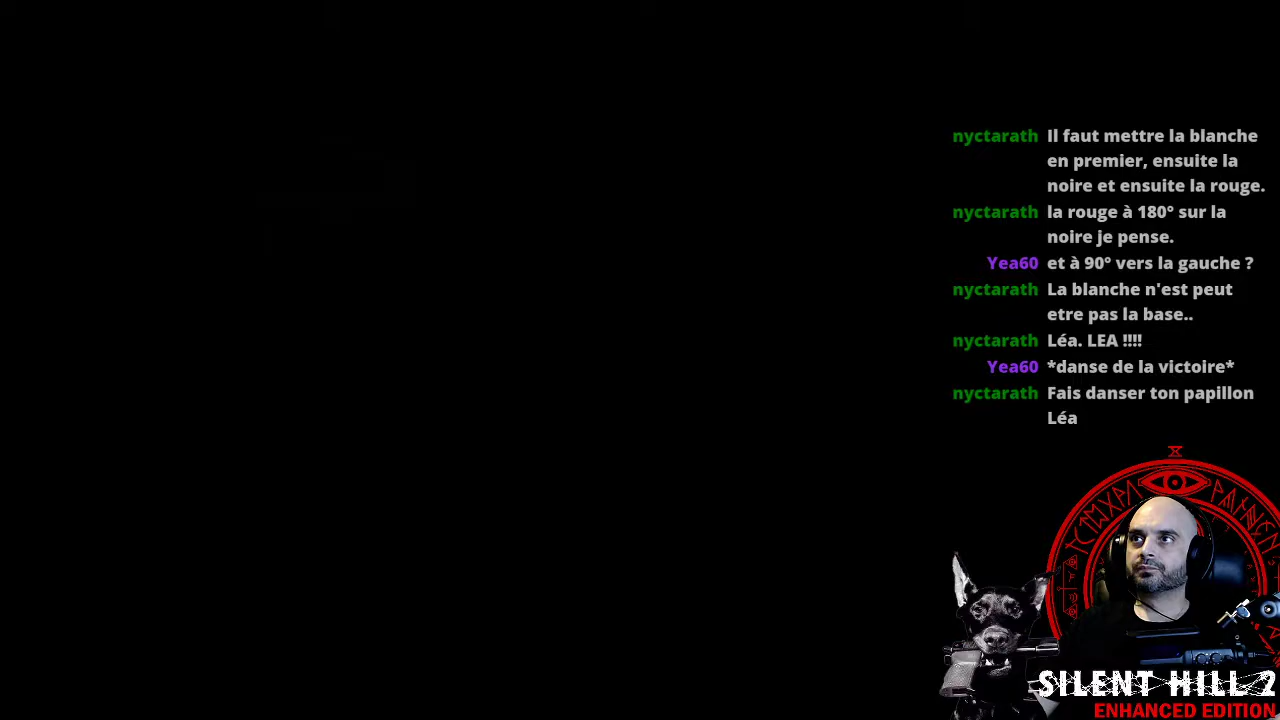 nyctarath Il faut mettre la blanche
en premier, ensuite la
noire et ensuite la rouge.
nyctarath la rouge à 180° sur la
noire je pense.
Yea60 et à 90° vers la gauche ?
nyctarath La blanche n'est peut
etre pas la base..
nyctarath Léa. LEA !!!!
Yea60 *danse de la victoire*
nyctarath Fais danser ton papillon
Léa
SILENT HILL 2
ENHANCED EDITION